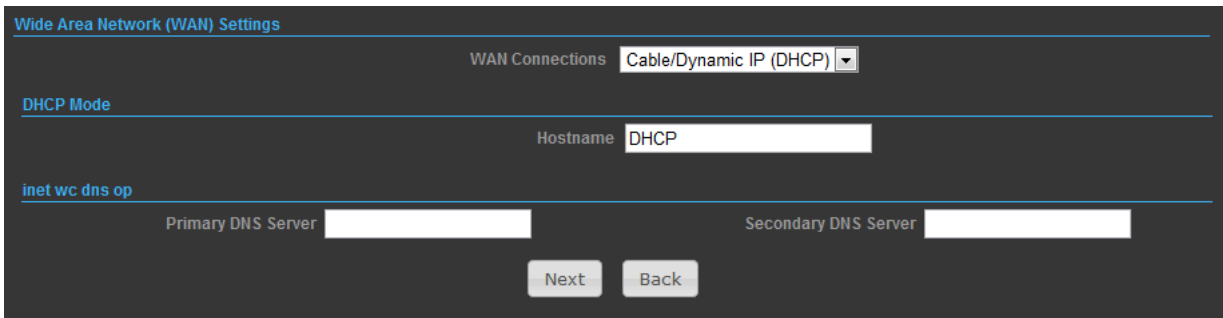 Wide Area Network (WAN) Settings
WAN Connections Cable/Dynamic IP (DHCP)
DHCP Mode
Hostname DHCP
inet wc dns op
Primary DNS Server Secondary DNS Server
Next Back